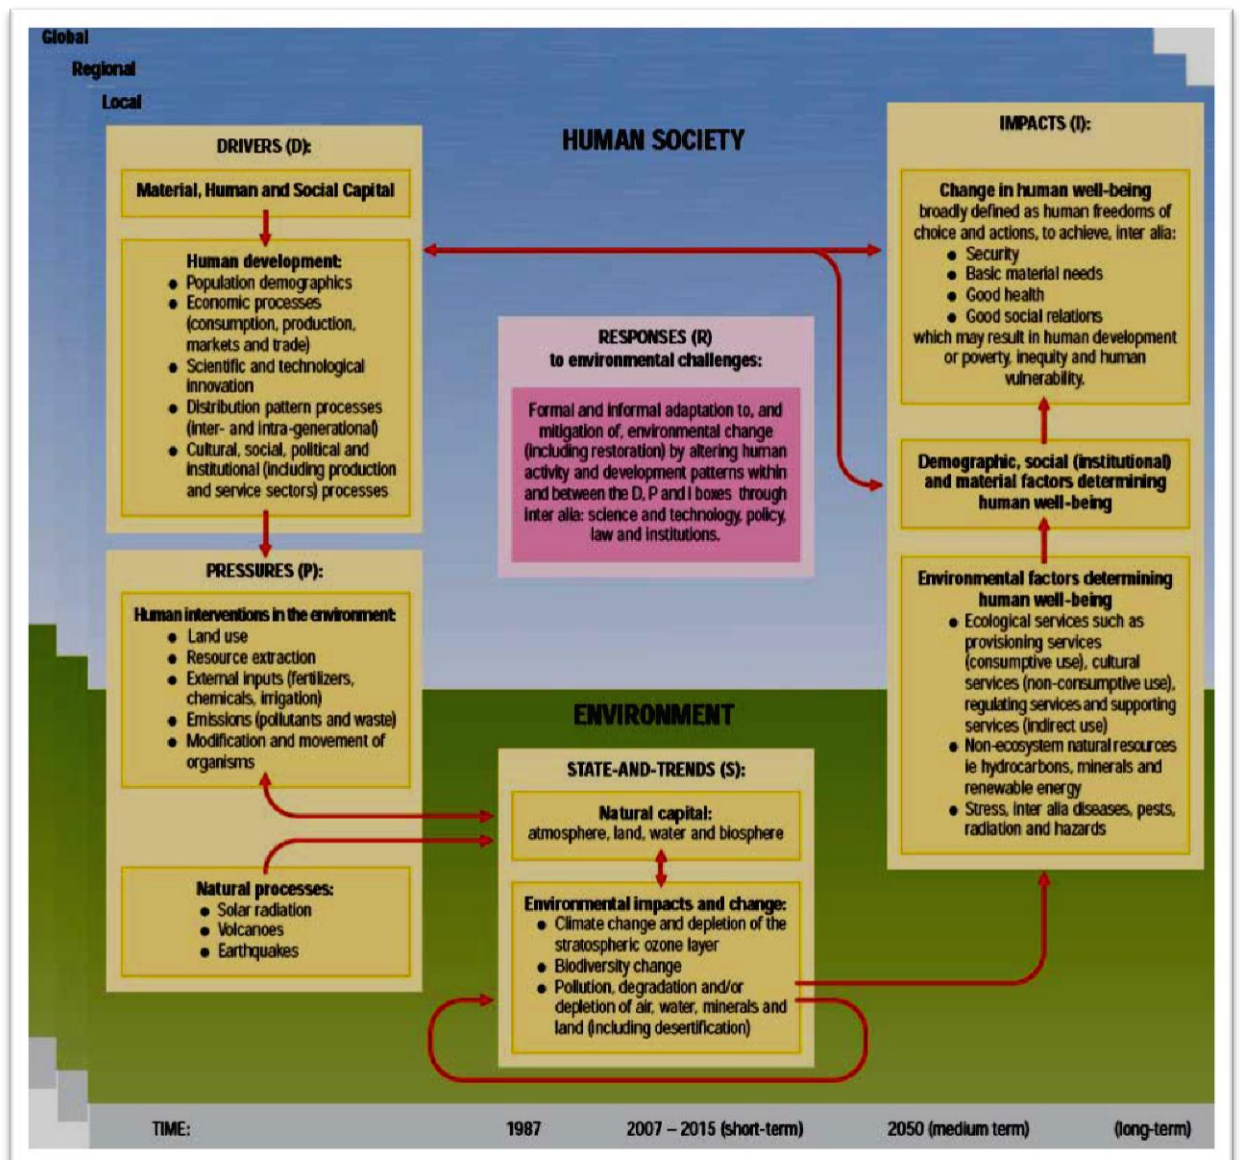 Global
Regional
Local
DRIVERS (D):
Material, Human and Social Capital
Human development:
● Population demographics
● Economic processes
(consumption, production,
markets and trade)
● Scientific and technological
innovation
● Distribution pattern processes
(inter- and intra-generational)
● Cultural, social, political and
institutional (including production
and service sectors) processes
PRESSURES (P):
Human interventions in the environment:
● Land use
● Resource extraction
● External inputs (fertilizers,
chemicals, irrigation)
● Emissions (pollutants and waste)
● Modification and movement of
organisms
Natural processes:
● Solar radiation
● Volcanoes
● Earthquakes
HUMAN SOCIETY
RESPONSES (R)
to environmental challenges:
Formal and informal adaptation to, and
mitigation of, environmental change
(including restoration) by altering human
activity and development patterns within
and between the D, P and I boxes through
inter alia: science and technology, policy,
law and institutions.
ENVIRONMENT
STATE-AND-TRENDS (S):
Natural capital:
atmosphere, land, water and biosphere
Environmental impacts and change:
● Climate change and depletion of the
stratospheric ozone layer
● Biodiversity change
● Pollution, degradation and/or
depletion of air, water, minerals and
land (including desertification)
IMPACTS (I):
Change in human well-being
broadly defined as human freedoms of
choice and actions, to achieve, inter alia:
● Security
● Basic material needs
● Good health
● Good social relations
which may result in human development
or poverty, inequity and human
vulnerability.
Demographic, social (institutional)
and material factors determining
human well-being
Environmental factors determining
human well-being
● Ecological services such as
provisioning services
(consumptive use), cultural
services (non-consumptive use),
regulating services and supporting
services (indirect use)
● Non-ecosystem natural resources
ie hydrocarbons, minerals and
renewable energy
● Stress, inter alia diseases, pests,
radiation and hazards
TIME: 1987 2007 – 2015 (short-term) 2050 (medium term) (long-term)